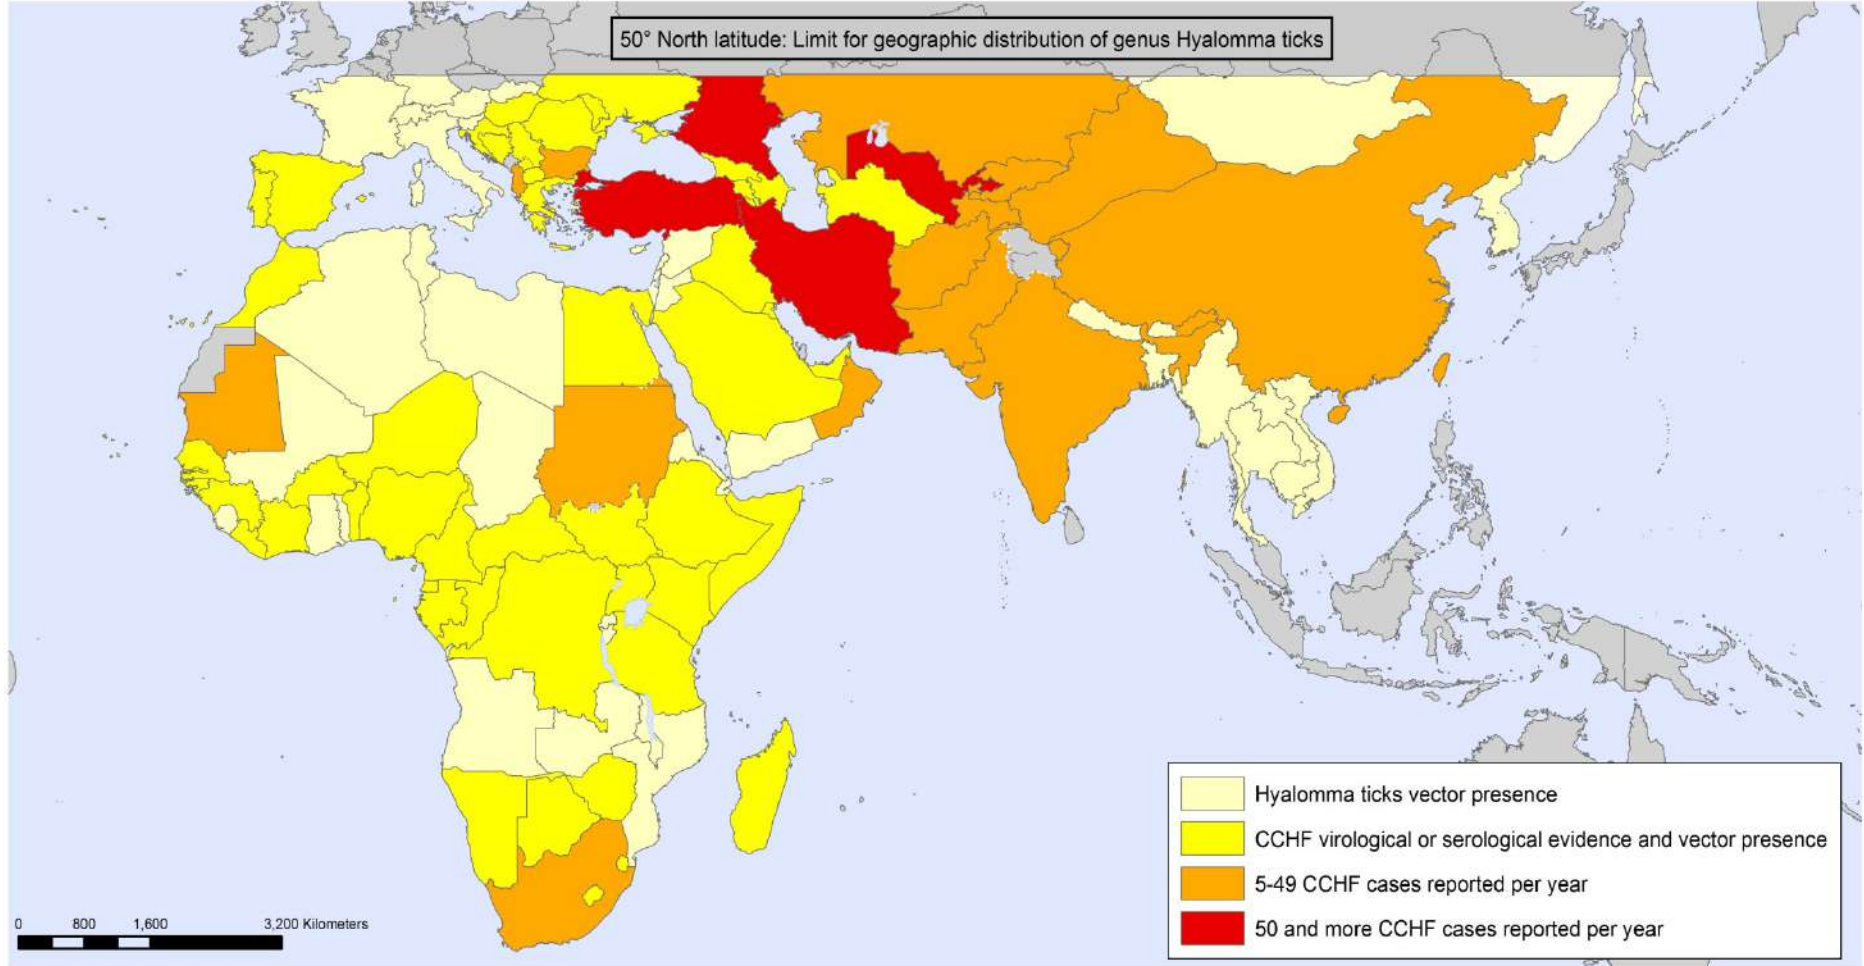 50° North latitude: Limit for geographic distribution of genus Hyalomma ticks
Hyalomma ticks vector presence
CCHF virological or serological evidence and vector presence
5-49 CCHF cases reported per year
50 and more CCHF cases reported per year
0 800 1,600 3,200 Kilometers